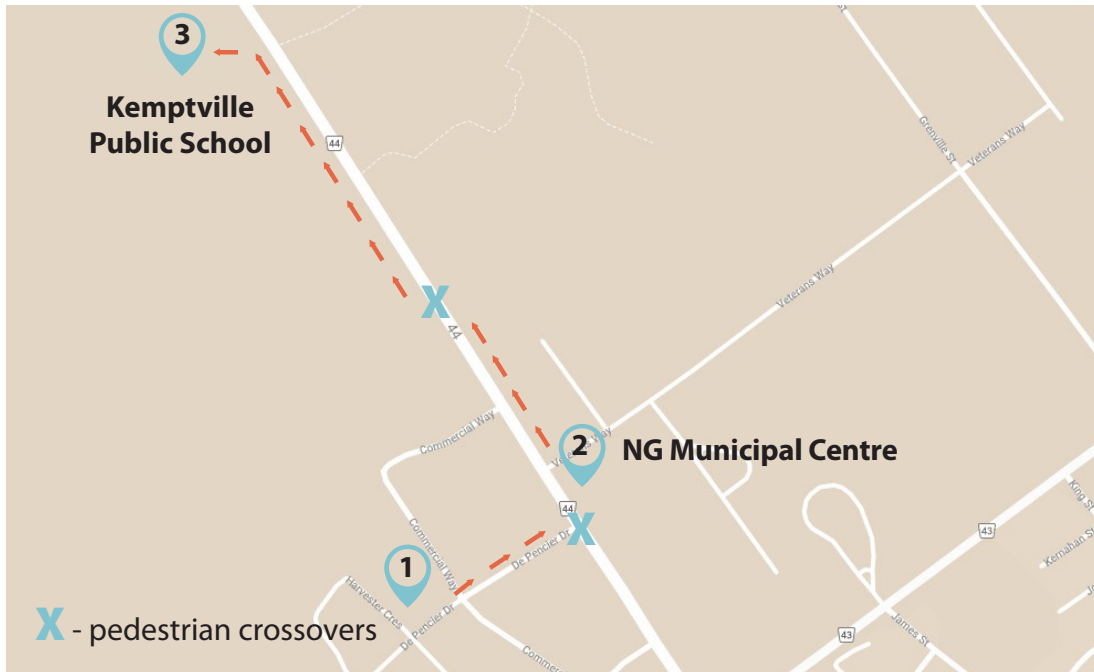 3
Kemptville
Public School
44
Grenville St
Veterans Way
Veterans Way
X
44
Commercial Way
2
Veterans Way
NG Municipal Centre
44
X
De Pencier Dr
43
King St
Kernahan St
Commercial Way
1
Harvester Cres
De Pencier Dr
James St
43
X - pedestrian crossovers